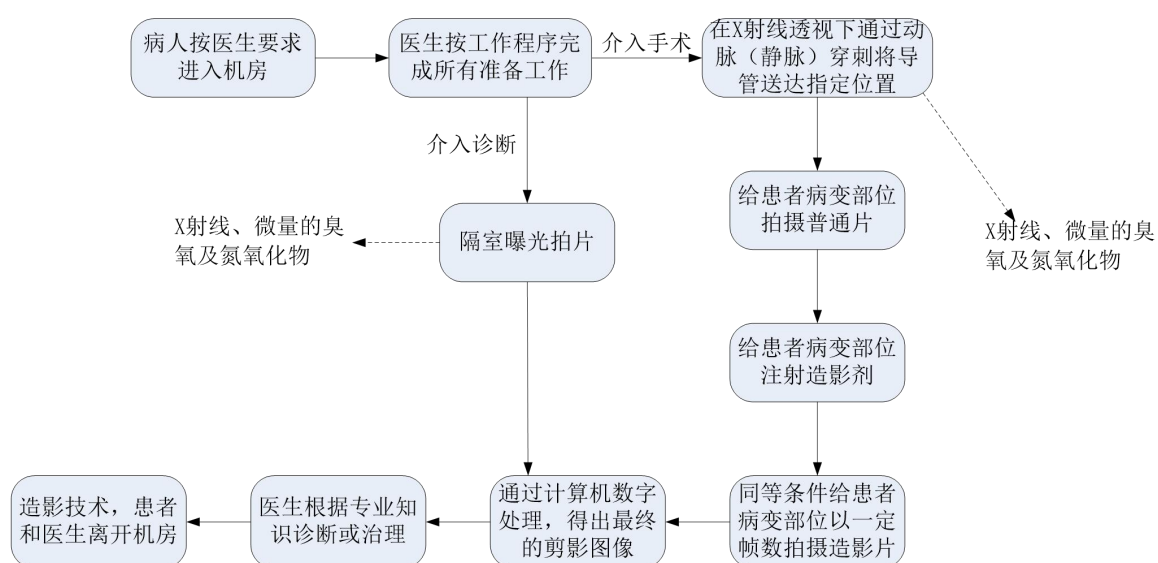 病人按医生要求
进入机房
医生按工作程序完
成所有准备工作
介入手术
在X射线透视下通过动
脉（静脉）穿刺将导
管送达指定位置
介入诊断
给患者病变部位
拍摄普通片
X射线、微量的臭
氧及氮氧化物
隔室曝光拍片
X射线、微量的臭
氧及氮氧化物
给患者病变部位
注射造影剂
造影技术，患者
和医生离开机房
医生根据专业知
识诊断或治理
通过计算机数字
处理，得出最终
的剪影图像
同等条件给患者
病变部位以一定
帧数拍摄造影片